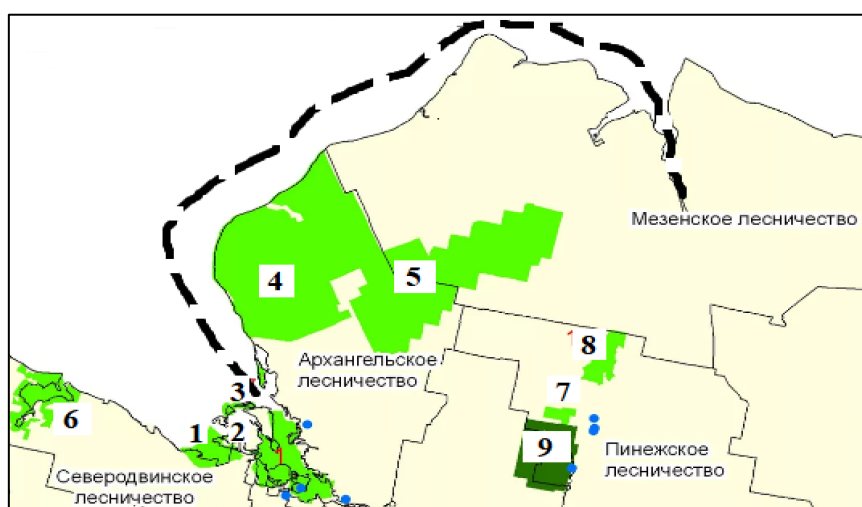 Мезенское лесничество
4
5
8
Архангельское
лесничество
7
3
6
1
2
9
Пинежское
лесничество
Северодвинское
лесничество